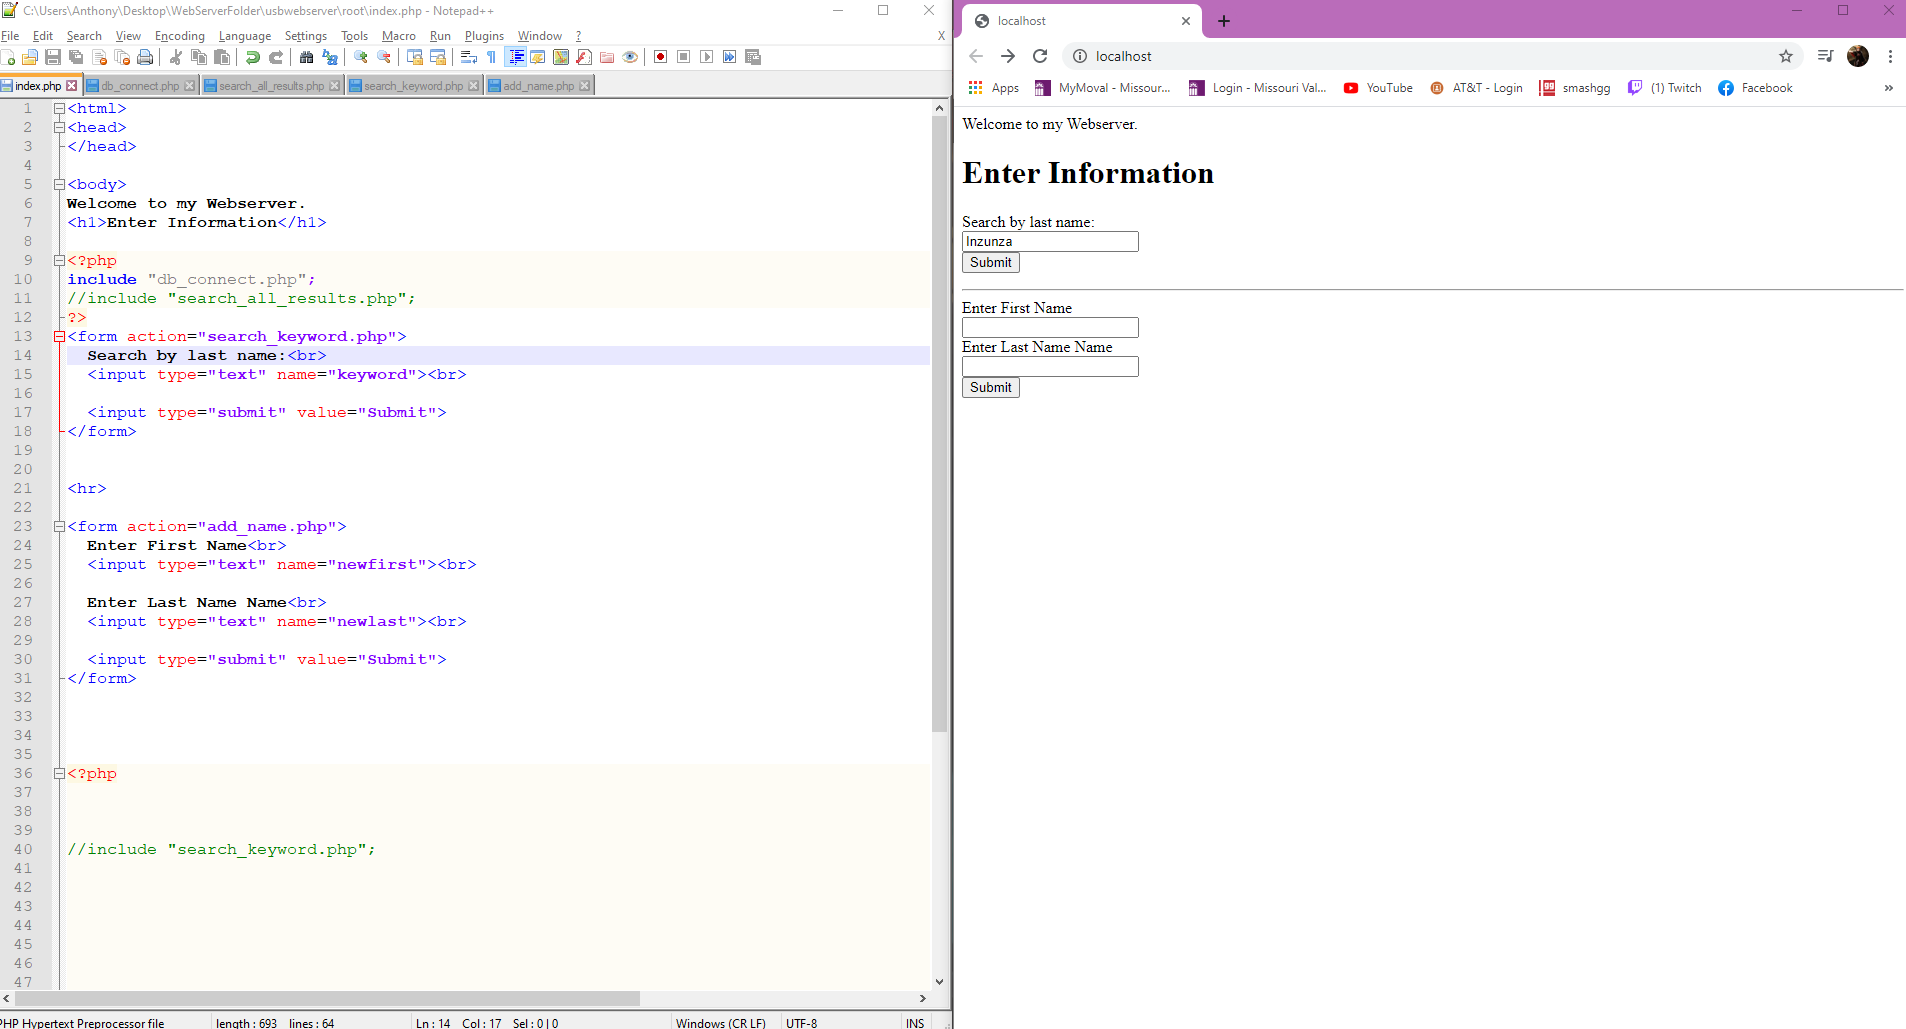 C:\Users\Anthony\Desktop\WebServerFolder\usbwebserver\root\index.php - Notepad++
File Edit Search View Encoding Language Settings Tools Macro Run Plugins Window ? X
index.php db_connect.php search_all_results.php search_keyword.php add_name.php
1 <html>
2 <head>
3 </head>
4
5 <body>
6 Welcome to my Webserver.
7 <h1>Enter Information</h1>
8
9 <?php
10 include "db_connect.php";
11 //include "search_all_results.php";
12 ?>
13 <form action="search_keyword.php">
14 Search by last name:<br>
15 <input type="text" name="keyword"><br>
16
17 <input type="submit" value="Submit">
18 </form>
19
20
21 <hr>
22
23 <form action="add_name.php">
24 Enter First Name<br>
25 <input type="text" name="newfirst"><br>
26
27 Enter Last Name Name<br>
28 <input type="text" name="newlast"><br>
29
30 <input type="submit" value="Submit">
31 </form>
32
33
34
35
36 <?php
37
38
39
40 //include "search_keyword.php";
41
42
43
44
45
46
47
PHP Hypertext Preprocessor file length : 693 lines : 64 Ln : 14 Col : 17 Sel : 0 | 0 Windows (CR LF) UTF-8 INS
localhost
localhost
Apps MyMoval - Missour... Login - Missouri Val... YouTube AT&T - Login smashgg (1) Twitch Facebook »
Welcome to my Webserver.
Enter Information
Search by last name:
Inzunza
Submit
Enter First Name
Enter Last Name Name
Submit